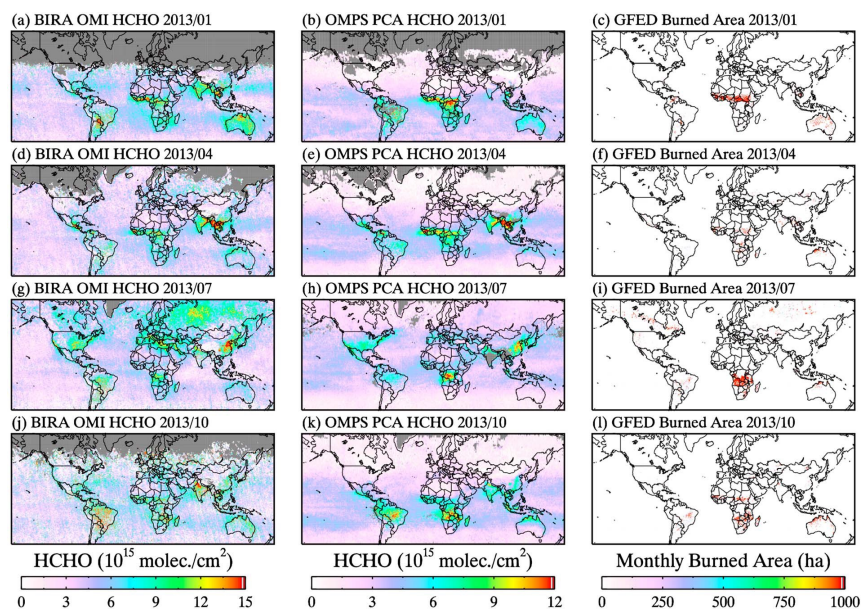 (a) BIRA OMI HCHO 2013/01
(b) OMPS PCA HCHO 2013/01
(c) GFED Burned Area 2013/01
(d) BIRA OMI HCHO 2013/04
(e) OMPS PCA HCHO 2013/04
(f) GFED Burned Area 2013/04
(g) BIRA OMI HCHO 2013/07
(h) OMPS PCA HCHO 2013/07
(i) GFED Burned Area 2013/07
(j) BIRA OMI HCHO 2013/10
(k) OMPS PCA HCHO 2013/10
(l) GFED Burned Area 2013/10
HCHO (10¹⁵ molec./cm²)
HCHO (10¹⁵ molec./cm²)
Monthly Burned Area (ha)
0 3 6 9 12 15
0 3 6 9 12
0 250 500 750 1000